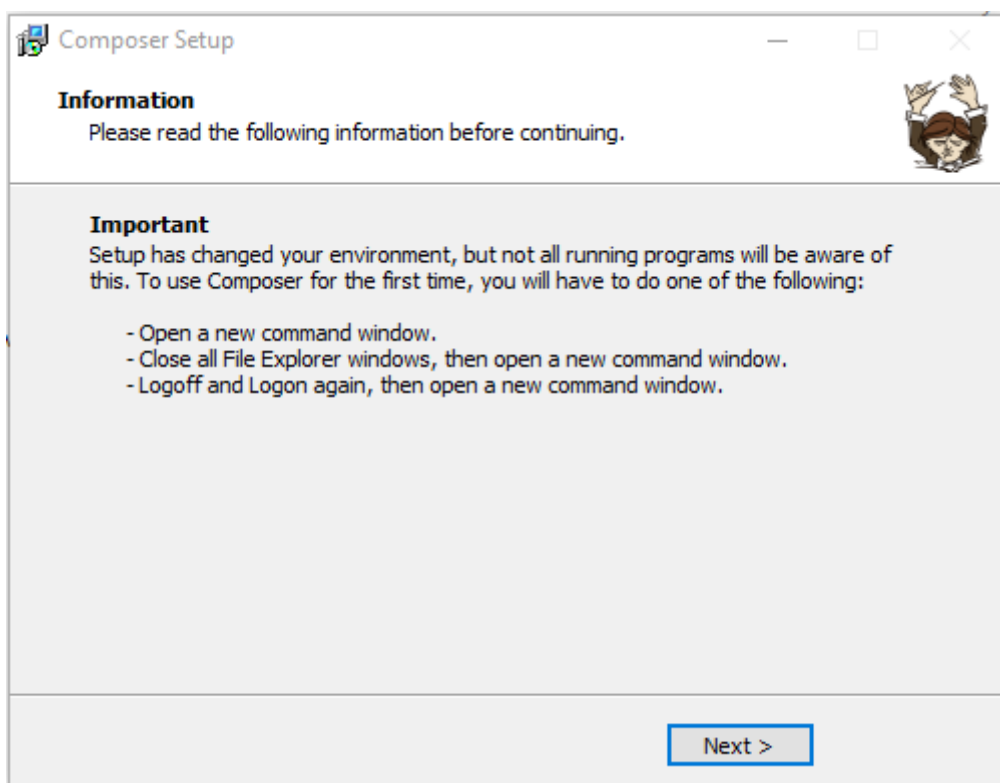 Composer Setup
Information
Please read the following information before continuing.
Important
Setup has changed your environment, but not all running programs will be aware of
this. To use Composer for the first time, you will have to do one of the following:
- Open a new command window.
- Close all File Explorer windows, then open a new command window.
- Logoff and Logon again, then open a new command window.
Next >